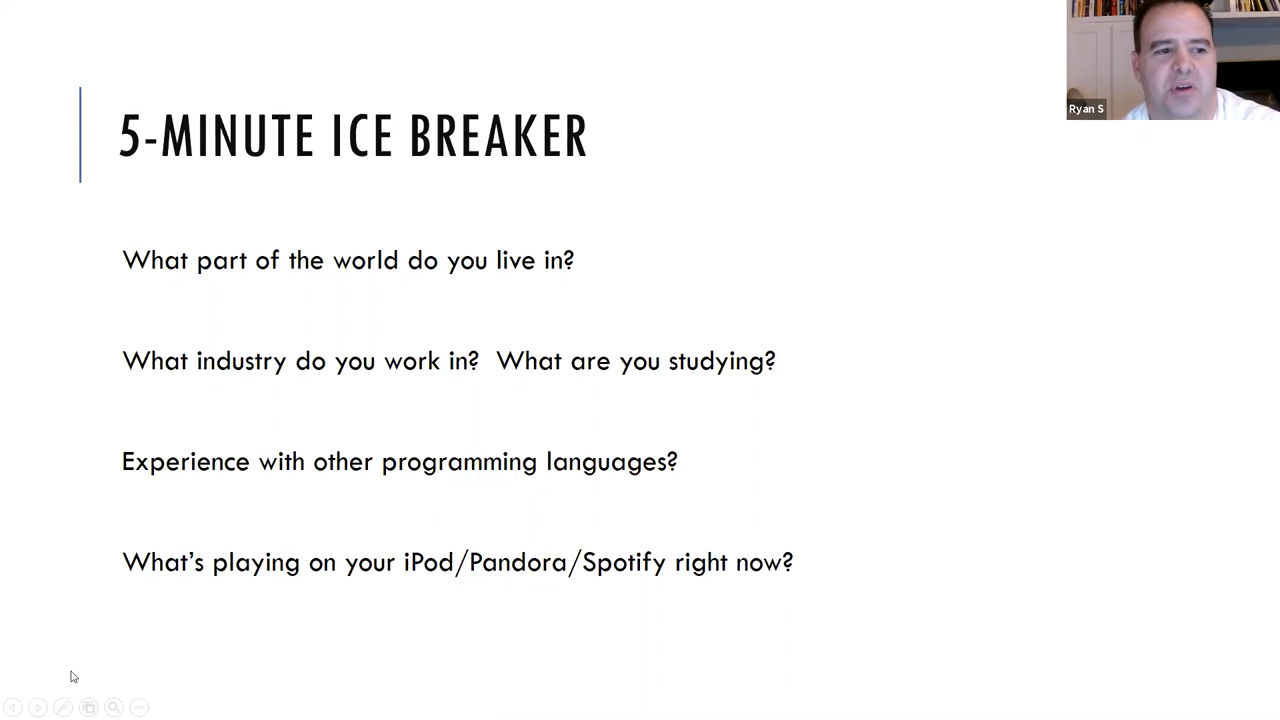 5-MINUTE ICE BREAKER
Ryan S
What part of the world do you live in?
What industry do you work in?  What are you studying?
Experience with other programming languages?
What's playing on your iPod/Pandora/Spotify right now?